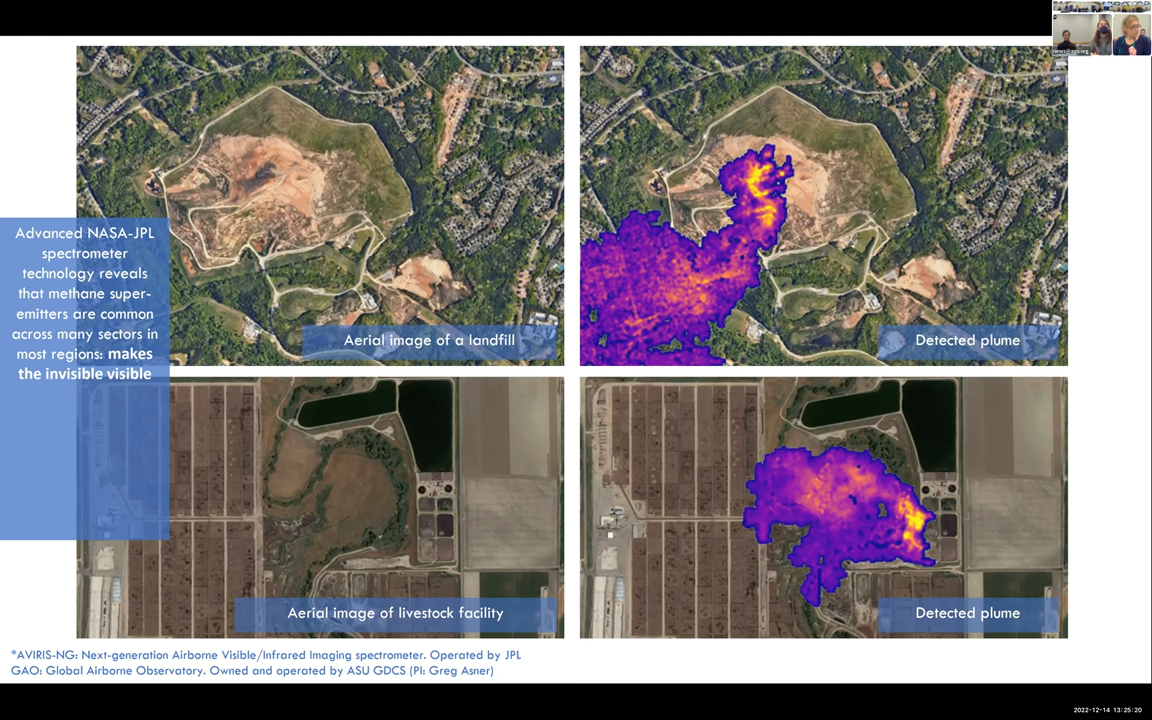 news@agu.org
Advanced NASA-JPL
spectrometer
technology reveals
that methane super-
emitters are common
across many sectors in
most regions: makes
the invisible visible
Aerial image of a landfill
Detected plume
Aerial image of livestock facility
Detected plume
*AVIRIS-NG: Next-generation Airborne Visible/Infrared Imaging spectrometer. Operated by JPL
GAO: Global Airborne Observatory. Owned and operated by ASU GDCS (PI: Greg Asner)
2022-12-14 13:25:20